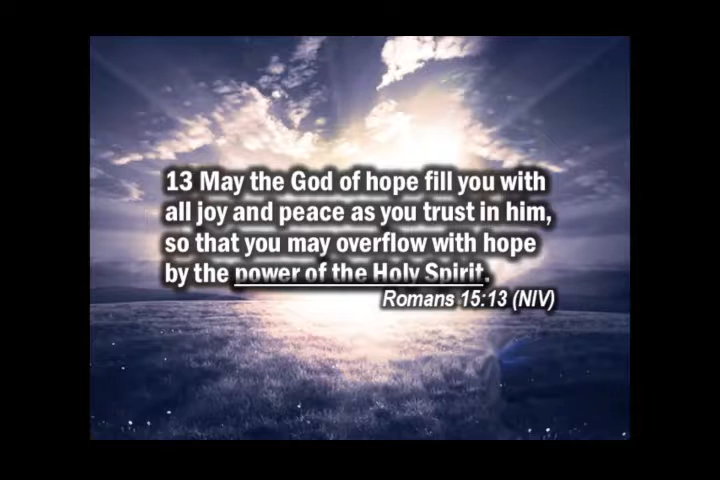 13 May the God of hope fill you with
all joy and peace as you trust in him,
so that you may overflow with hope
by the power of the Holy Spirit.
Romans 15:13 (NIV)